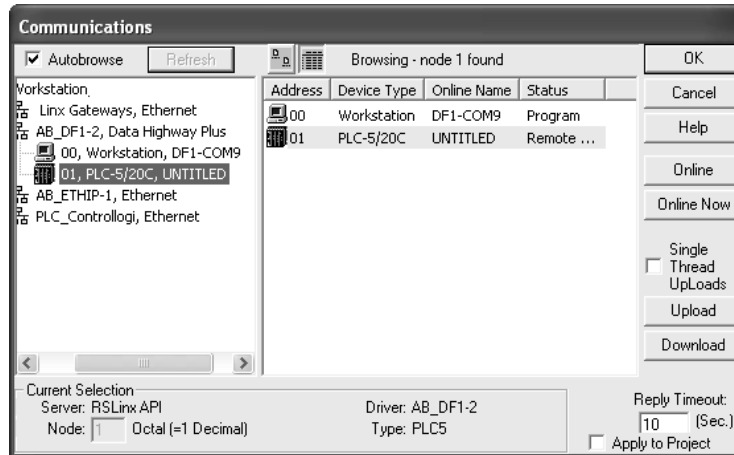 Communications
Autobrowse
Refresh
Browsing - node 1 found
OK
Workstation
Linx Gateways, Ethernet
AB_DF1-2, Data Highway Plus
00, Workstation, DF1-COM9
01, PLC-5/20C, UNTITLED
AB_ETHIP-1, Ethernet
PLC_Controllogi, Ethernet
Address Device Type Online Name Status
00 Workstation DF1-COM9 Program
01 PLC-5/20C UNTITLED Remote ...
Cancel
Help
Online
Online Now
Single
Thread
UpLoads
Upload
Download
Current Selection
Server: RSLinx API
Driver: AB_DF1-2
Node: 1 Octal (=1 Decimal)
Type: PLC5
Reply Timeout:
10 (Sec.)
Apply to Project